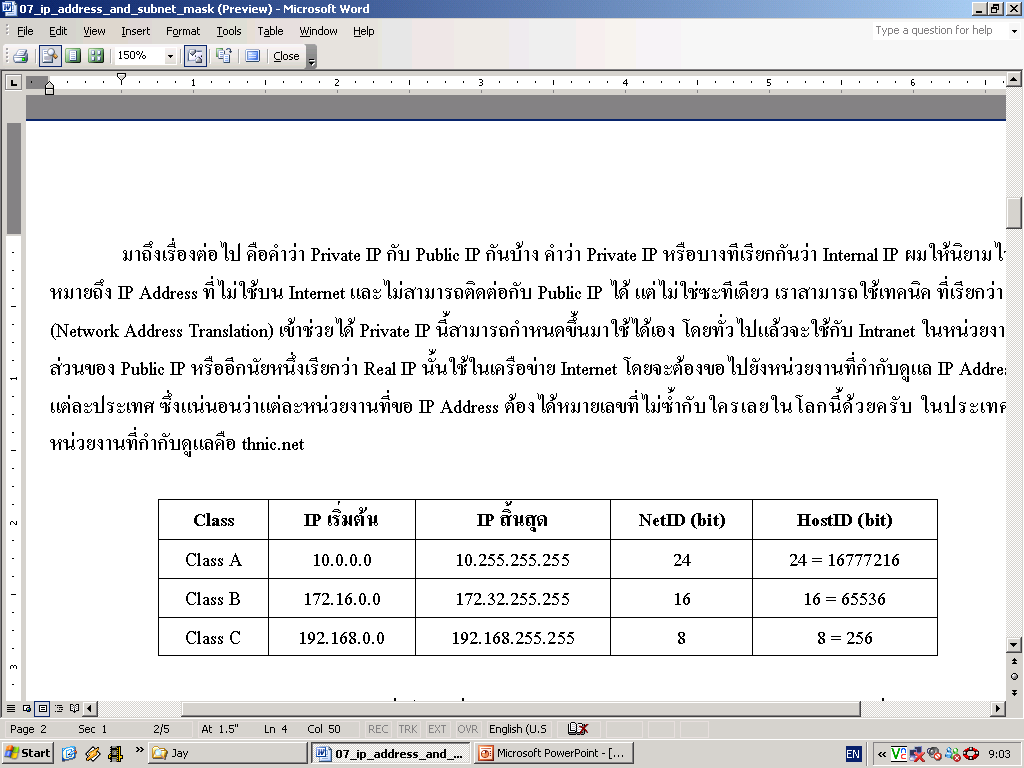 07_ip_address_and_subnet_mask (Preview) - Microsoft Word
File Edit View Insert Format Tools Table Window Help Type a question for help
150% Close
1 2 3 4 5 6
มาถึงเรื่องต่อไป คือคำว่า Private IP กับ Public IP กันบ้าง คำว่า Private IP หรือบางทีเรียกกันว่า Internal IP ผมให้นิยาม
หมายถึง IP Address ที่ไม่ใช้บน Internet และไม่สามารถติดต่อกับ Public IP ได้ แต่ไม่ใช่ซะทีเดียว เราสามารถใช้เทคนิค ที่เรียกว่า
(Network Address Translation) เข้าช่วยได้ Private IP นี้สามารถกำหนดขึ้นมาใช้ได้เอง โดยทั่วไปแล้วจะใช้กับ Intranet ในหน่วยงา
ส่วนของ Public IP หรืออีกนัยหนึ่งเรียกว่า Real IP นั้นใช้ในเครือข่าย Internet โดยจะต้องขอไปยังหน่วยงานที่กำกับดูแล IP Addre
แต่ละประเทศ ซึ่งแน่นอนว่าแต่ละหน่วยงานที่ขอ IP Address ต้องได้หมายเลขที่ไม่ซ้ำกับใครเลยในโลกนี้ด้วยครับ ในประเทศ
หน่วยงานที่กำกับดูแลคือ thnic.net
Class IP เริ่มต้น IP สิ้นสุด NetID (bit) HostID (bit)
Class A 10.0.0.0 10.255.255.255 24 24 = 16777216
Class B 172.16.0.0 172.32.255.255 16 16 = 65536
Class C 192.168.0.0 192.168.255.255 8 8 = 256
Page 2 Sec 1 2/5 At 1.5" Ln 4 Col 50 REC TRK EXT OVR English (U.S
Start Jay 07_ip_address_and_... Microsoft PowerPoint - [... EN 9:03